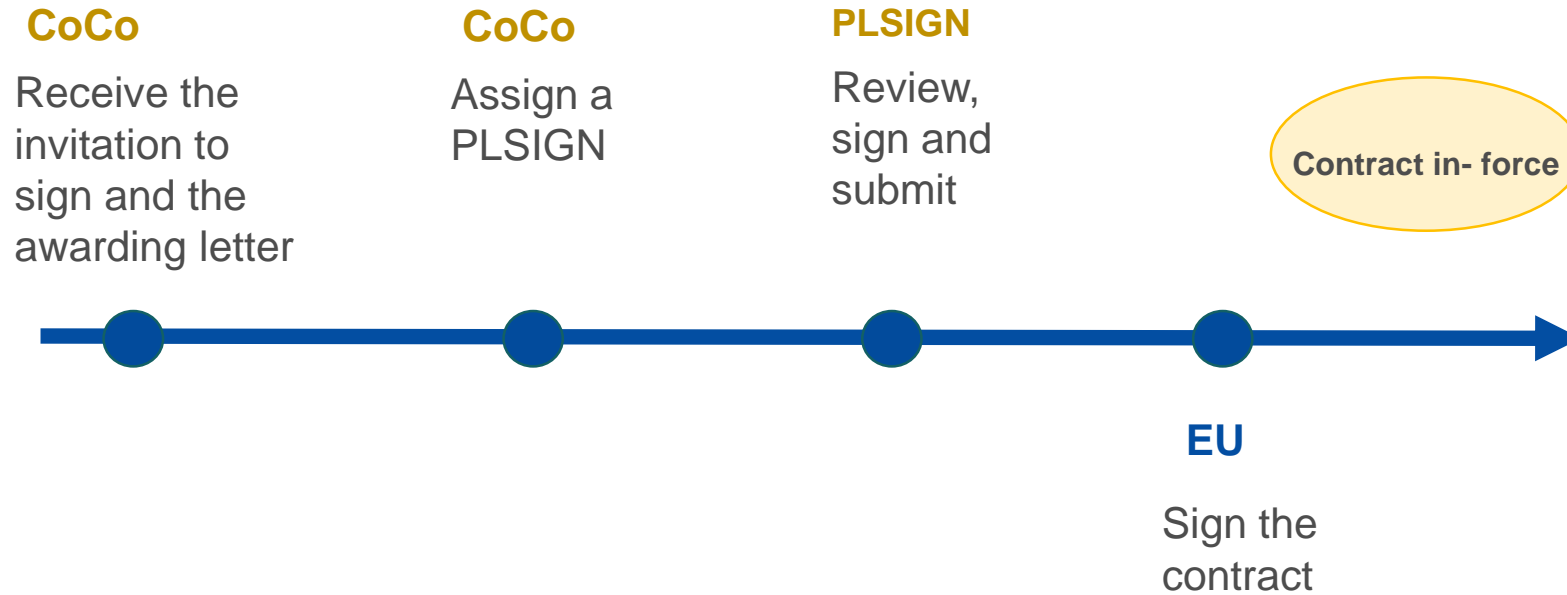 CoCo
Receive the
invitation to
sign and the
awarding letter
CoCo
Assign a
PLSIGN
PLSIGN
Review,
sign and
submit
Contract in- force
EU
Sign the
contract